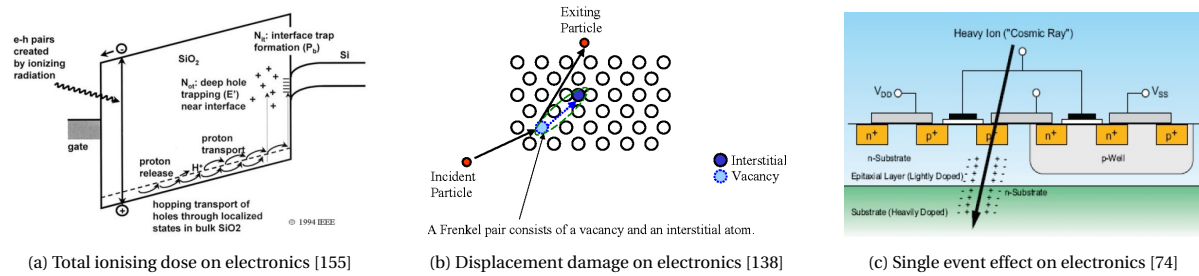 e-h pairs
created
by ionizing
radiation
-
SiO2
Nit: interface trap
formation (Pb)
Si
Not: deep hole
trapping (E')
near interface
+ + + + + + +
gate
proton
transport
proton
release
H+
+
hopping transport of
holes through localized
states in bulk SiO2
© 1994 IEEE
(a) Total ionising dose on electronics [155]
Exiting
Particle
Incident
Particle
Interstitial
Vacancy
A Frenkel pair consists of a vacancy and an interstitial atom.
(b) Displacement damage on electronics [138]
Heavy Ion ("Cosmic Ray")
VDD
VSS
n+
p+
p+
n+
n+
p+
n-Substrate
p-Well
Epitaxial Layer (Lightly Doped)
n-Substrate
Substrate (Heavily Doped)
(c) Single event effect on electronics [74]